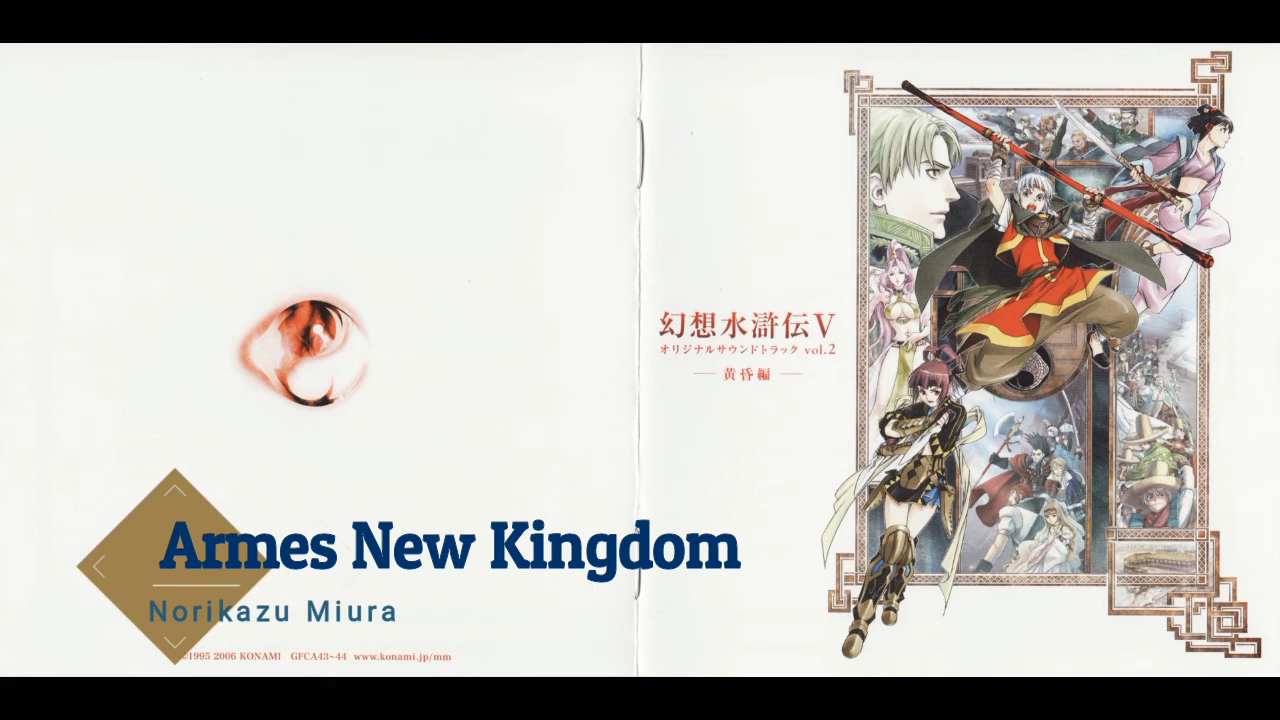 幻想水滸伝V
オリジナルサウンドトラック vol.2
黄昏編
Armes New Kingdom
Norikazu Miura
©1995 2006 KONAMI GFCA43~44 www.konami.jp/mm